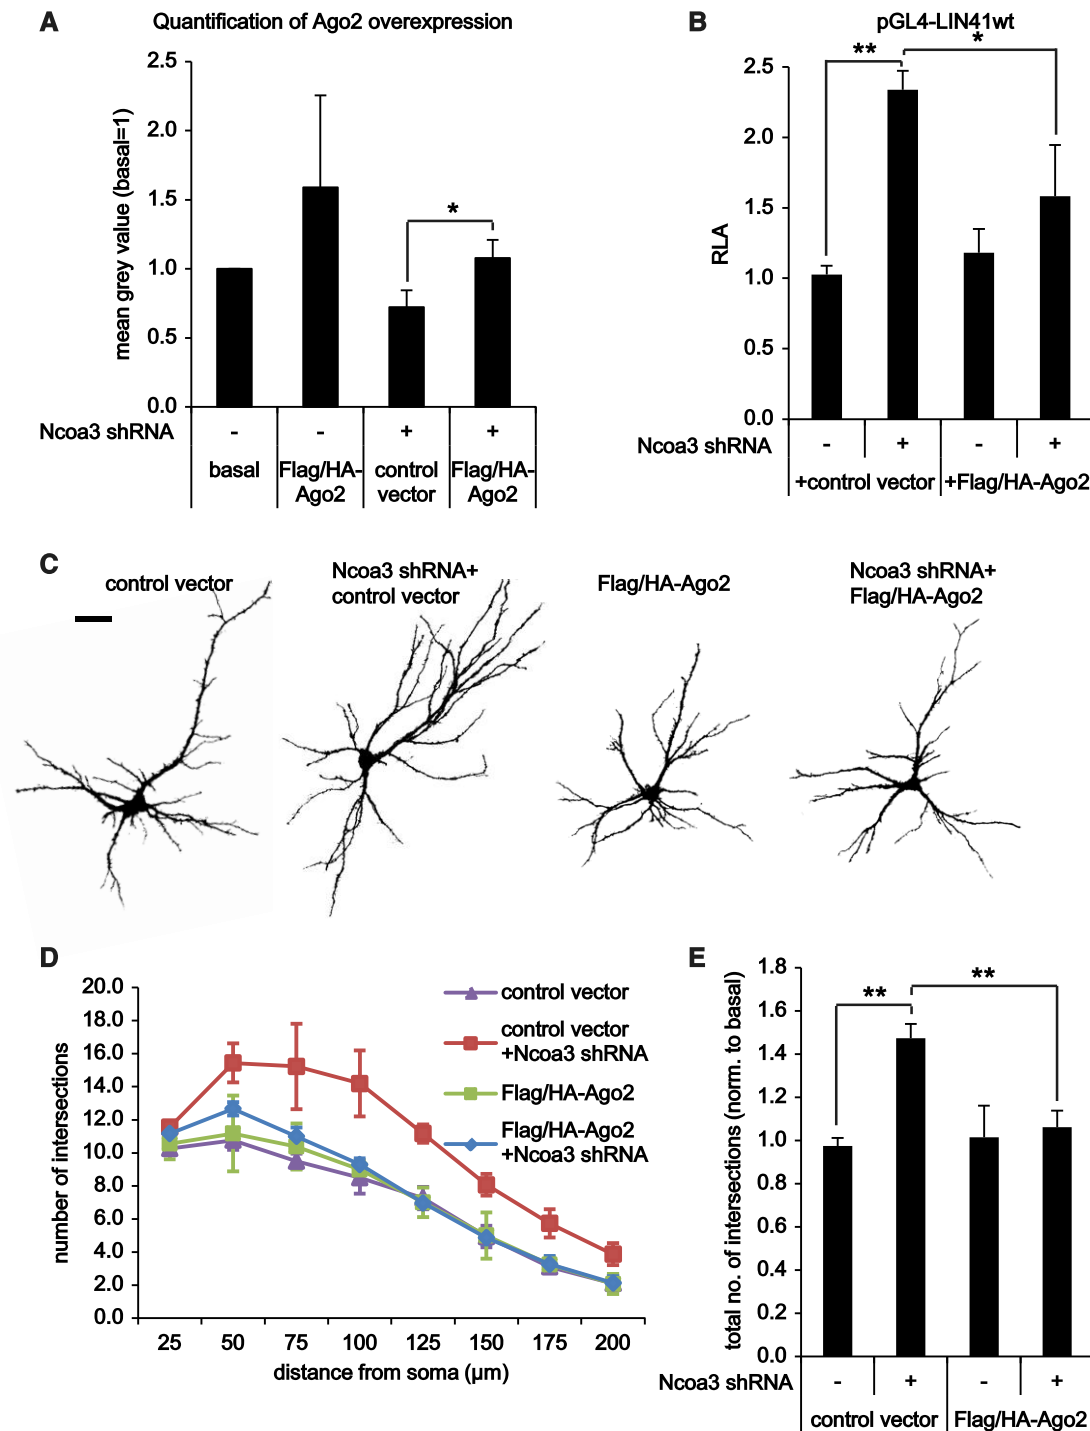 A
Quantification of Ago2 overexpression
mean grey value (basal=1)
2.5
2.0
1.5
1.0
0.5
0.0
*
Ncoa3 shRNA - - + +
basal Flag/HA-Ago2 control vector Flag/HA-Ago2
B
pGL4-LIN41wt
RLA
2.5
2.0
1.5
1.0
0.5
0.0
** *
Ncoa3 shRNA - + - +
+control vector +Flag/HA-Ago2
C
control vector
Ncoa3 shRNA+
control vector
Flag/HA-Ago2
Ncoa3 shRNA+
Flag/HA-Ago2
D
number of intersections
20.0
18.0
16.0
14.0
12.0
10.0
8.0
6.0
4.0
2.0
0.0
25 50 75 100 125 150 175 200
distance from soma (µm)
control vector
control vector
+Ncoa3 shRNA
Flag/HA-Ago2
Flag/HA-Ago2
+Ncoa3 shRNA
E
total no. of intersections (norm. to basal)
1.8
1.6
1.4
1.2
1.0
0.8
0.6
0.4
0.2
0.0
** **
Ncoa3 shRNA - + - +
control vector Flag/HA-Ago2